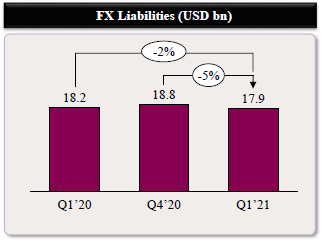 FX Liabilities (USD bn)
-2%
-5%
18.2 18.8 17.9
Q1’20 Q4’20 Q1’21